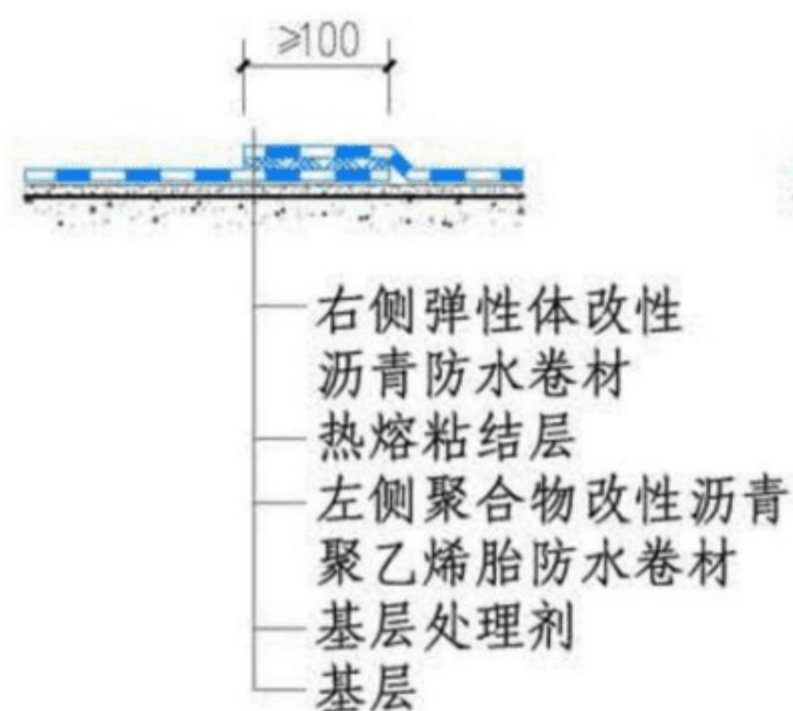 ≥100
右侧弹性体改性
沥青防水卷材
热熔粘结层
左侧聚合物改性沥青
聚乙烯胎防水卷材
基层处理剂
基层